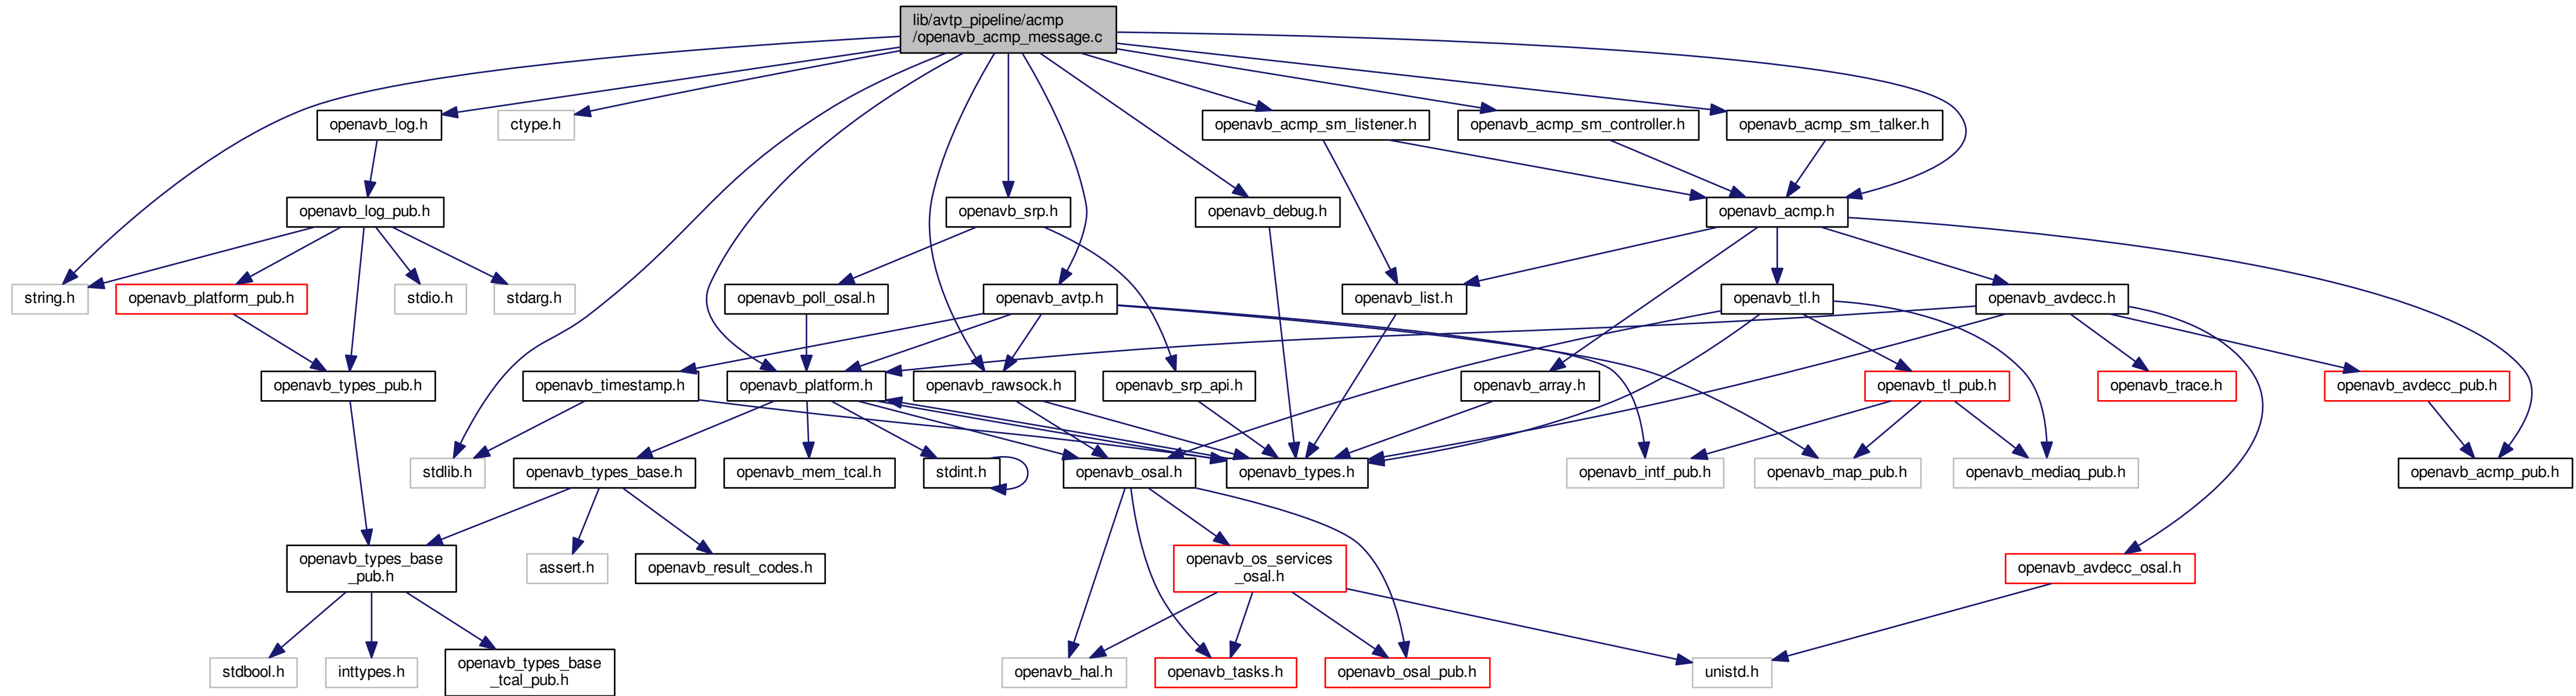 lib/avtp_pipeline/acmp
/openavb_acmp_message.c
openavb_log.h
ctype.h
openavb_acmp_sm_listener.h
openavb_acmp_sm_controller.h
openavb_acmp_sm_talker.h
openavb_log_pub.h
openavb_srp.h
openavb_debug.h
openavb_acmp.h
string.h
openavb_platform_pub.h
stdio.h
stdarg.h
openavb_poll_osal.h
openavb_avtp.h
openavb_list.h
openavb_tl.h
openavb_avdecc.h
openavb_types_pub.h
openavb_timestamp.h
openavb_platform.h
openavb_rawsock.h
openavb_srp_api.h
openavb_array.h
openavb_tl_pub.h
openavb_trace.h
openavb_avdecc_pub.h
stdlib.h
openavb_types_base.h
openavb_mem_tcal.h
stdint.h
openavb_osal.h
openavb_types.h
openavb_intf_pub.h
openavb_map_pub.h
openavb_mediaq_pub.h
openavb_acmp_pub.h
openavb_types_base
_pub.h
assert.h
openavb_result_codes.h
openavb_os_services
_osal.h
openavb_avdecc_osal.h
stdbool.h
inttypes.h
openavb_types_base
_tcal_pub.h
openavb_hal.h
openavb_tasks.h
openavb_osal_pub.h
unistd.h